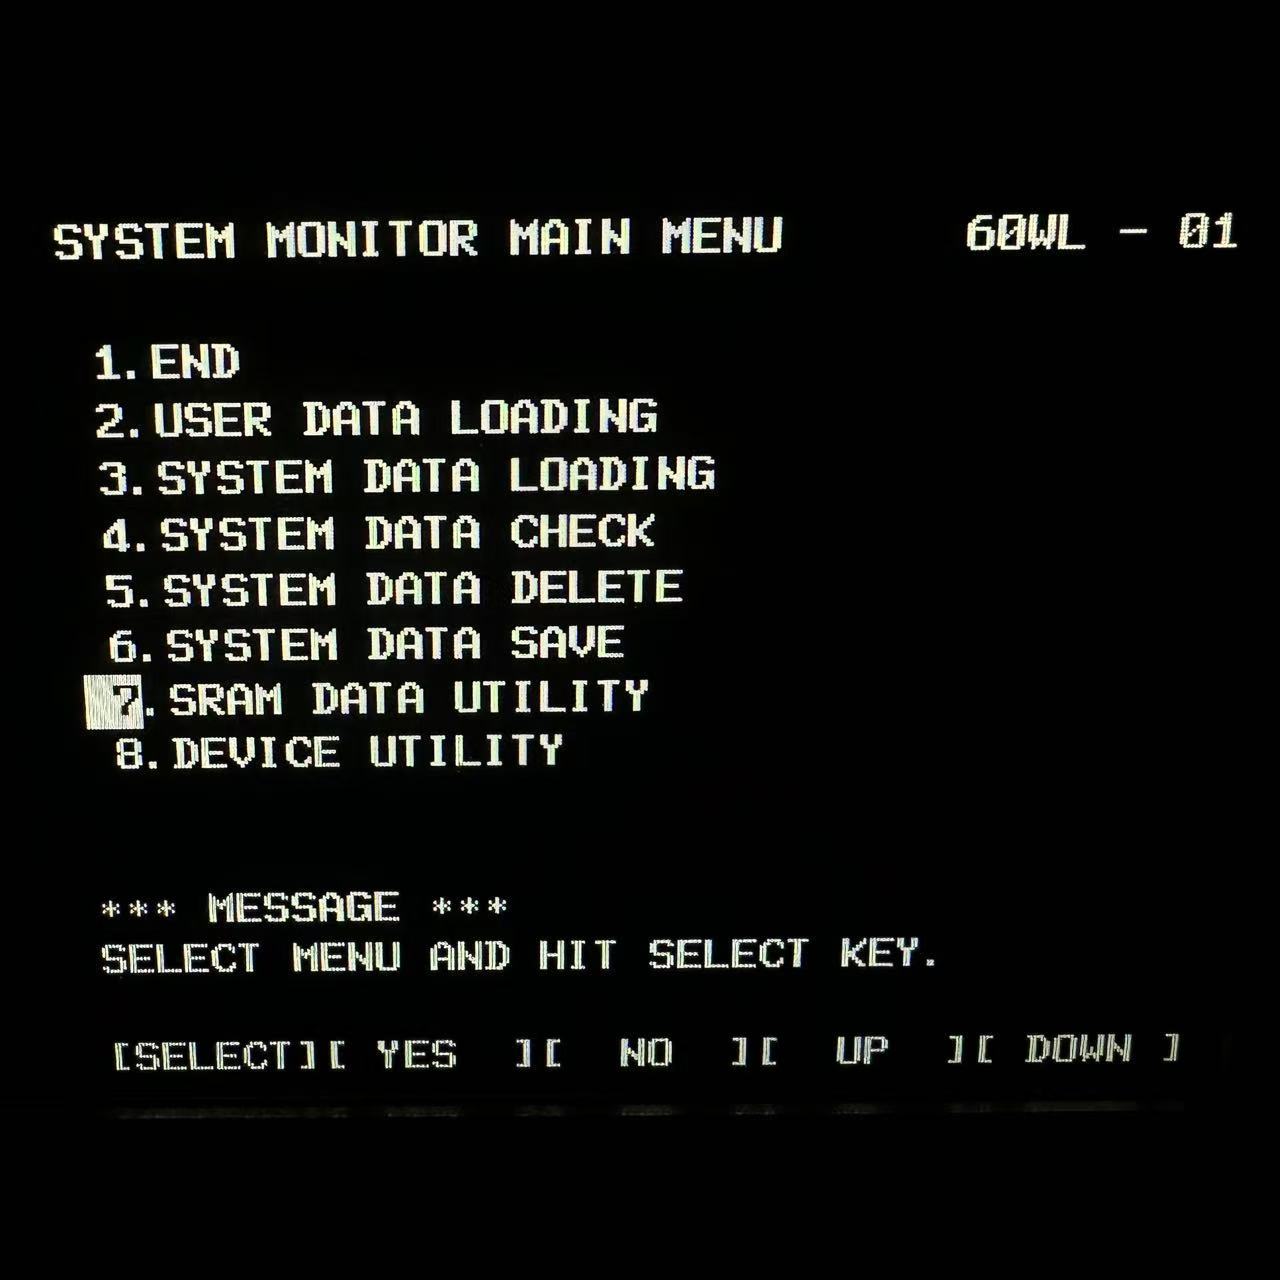 SYSTEM MONITOR MAIN MENU 60WL - 01
1. END
2. USER DATA LOADING
3. SYSTEM DATA LOADING
4. SYSTEM DATA CHECK
5. SYSTEM DATA DELETE
6. SYSTEM DATA SAVE
7. SRAM DATA UTILITY
8. DEVICE UTILITY
*** MESSAGE ***
SELECT MENU AND HIT SELECT KEY.
[SELECT][ YES ][ NO ][ UP ][ DOWN ]